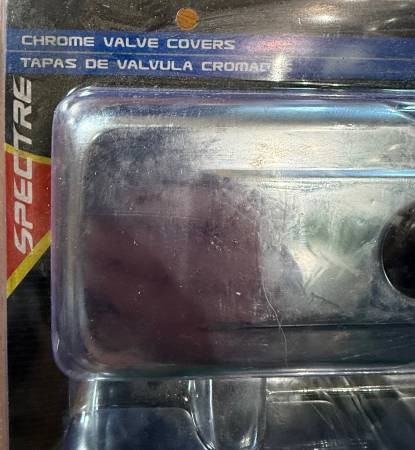 CHROME VALVE COVERS
TAPAS DE VALVULA CROMAD
SPECTRE